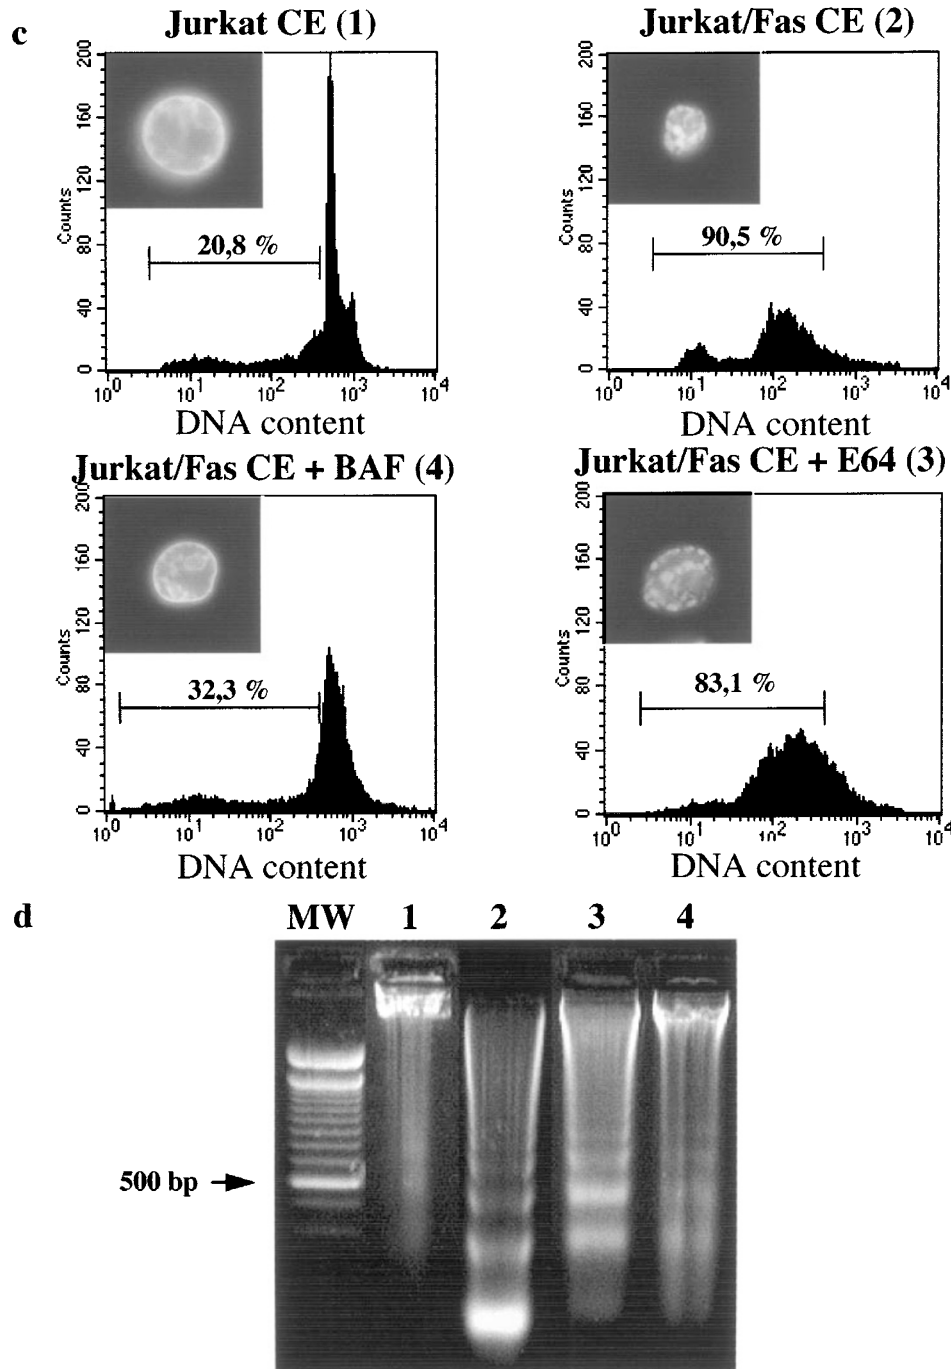 c
Jurkat CE (1)
Jurkat/Fas CE (2)
200
160
120
80
40
0
Counts
20,8 %
10^0 10^1 10^2 10^3 10^4
DNA content
200
160
120
80
40
0
Counts
90,5 %
10^0 10^1 10^2 10^3 10^4
DNA content
Jurkat/Fas CE + BAF (4)
Jurkat/Fas CE + E64 (3)
200
160
120
80
40
0
Counts
32,3 %
10^0 10^1 10^2 10^3 10^4
DNA content
200
160
120
80
40
0
Counts
83,1 %
10^0 10^1 10^2 10^3 10^4
DNA content
d
MW 1 2 3 4
500 bp